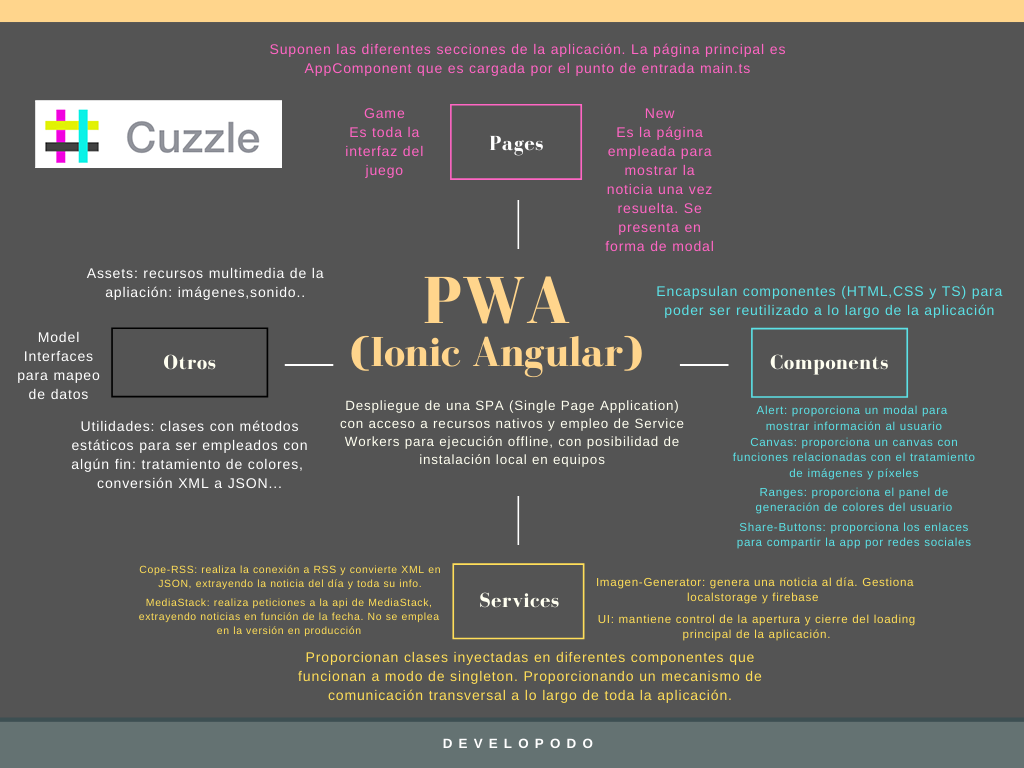 Suponen las diferentes secciones de la aplicación. La página principal es
AppComponent que es cargada por el punto de entrada main.ts
Cuzzle
Game
Es toda la
interfaz del
juego
Pages
New
Es la página
empleada para
mostrar la
noticia una vez
resuelta. Se
presenta en
forma de modal
Assets: recursos multimedia de la
apliación: imágenes,sonido..
Model
Interfaces
para mapeo
de datos
Otros
Utilidades: clases con métodos
estáticos para ser empleados con
algún fin: tratamiento de colores,
conversión XML a JSON...
PWA
(Ionic Angular)
Despliegue de una SPA (Single Page Application)
con acceso a recursos nativos y empleo de Service
Workers para ejecución offline, con posibilidad de
instalación local en equipos
Encapsulan componentes (HTML,CSS y TS) para
poder ser reutilizado a lo largo de la aplicación
Components
Alert: proporciona un modal para
mostrar información al usuario
Canvas: proporciona un canvas con
funciones relacionadas con el tratamiento
de imágenes y píxeles
Ranges: proporciona el panel de
generación de colores del usuario
Share-Buttons: proporciona los enlaces
para compartir la app por redes sociales
Cope-RSS: realiza la conexión a RSS y convierte XML en
JSON, extrayendo la noticia del día y toda su info.
MediaStack: realiza peticiones a la api de MediaStack,
extrayendo noticias en función de la fecha. No se emplea
en la versión en producción
Services
Imagen-Generator: genera una noticia al día. Gestiona
localstorage y firebase
UI: mantiene control de la apertura y cierre del loading
principal de la aplicación.
Proporcionan clases inyectadas en diferentes componentes que
funcionan a modo de singleton. Proporcionando un mecanismo de
comunicación transversal a lo largo de toda la aplicación.
DEVELOPODO